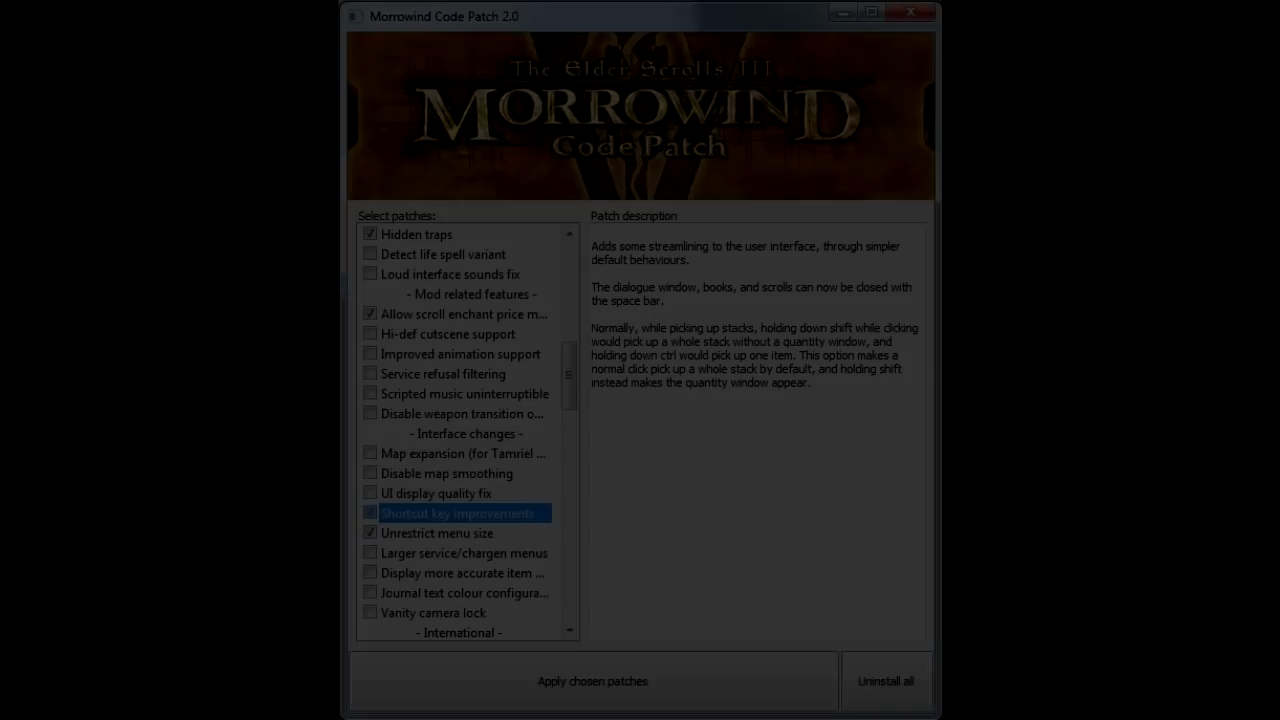 Morrowind Code Patch 2.0
The Elder Scrolls III
MORROWIND
Code Patch
Select patches:
Hidden traps
Detect life spell variant
Loud interface sounds fix
- Mod related features -
Allow scroll enchant price m...
Hi-def cutscene support
Improved animation support
Service refusal filtering
Scripted music uninterruptible
Disable weapon transition o...
- Interface changes -
Map expansion (for Tamriel ...
Disable map smoothing
UI display quality fix
Shortcut key improvements
Unrestrict menu size
Larger service/chargen menus
Display more accurate item ...
Journal text colour configura...
Vanity camera lock
- International -
Patch description
Adds some streamlining to the user interface, through simpler
default behaviours.
The dialogue window, books, and scrolls can now be closed with
the space bar.
Normally, while picking up stacks, holding down shift while clicking
would pick up a whole stack without a quantity window, and
holding down ctrl would pick up one item. This option makes a
normal click pick up a whole stack by default, and holding shift
instead makes the quantity window appear.
Apply chosen patches
Uninstall all